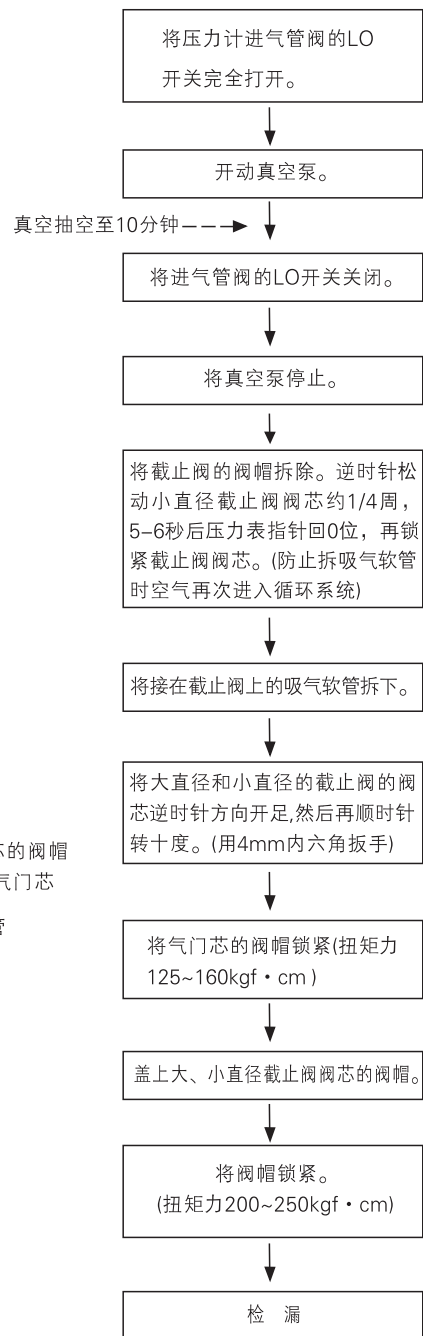 将压力计进气管阀的LO
开关完全打开。
开动真空泵。
真空抽空至10分钟
将进气管阀的LO开关关闭。
将真空泵停止。
将截止阀的阀帽拆除。逆时针松
动小直径截止阀阀芯约1/4周，
5-6秒后压力表指针回0位，再锁
紧截止阀阀芯。(防止拆吸气软管
时空气再次进入循环系统)
将接在截止阀上的吸气软管拆下。
将大直径和小直径的截止阀的阀
芯逆时针方向开足,然后再顺时针
转十度。(用4mm内六角扳手)
芯的阀帽
气门芯
管
将气门芯的阀帽锁紧(扭矩力
125~160kgf·cm )
盖上大、小直径截止阀阀芯的阀帽。
将阀帽锁紧。
(扭矩力200~250kgf·cm)
检 漏